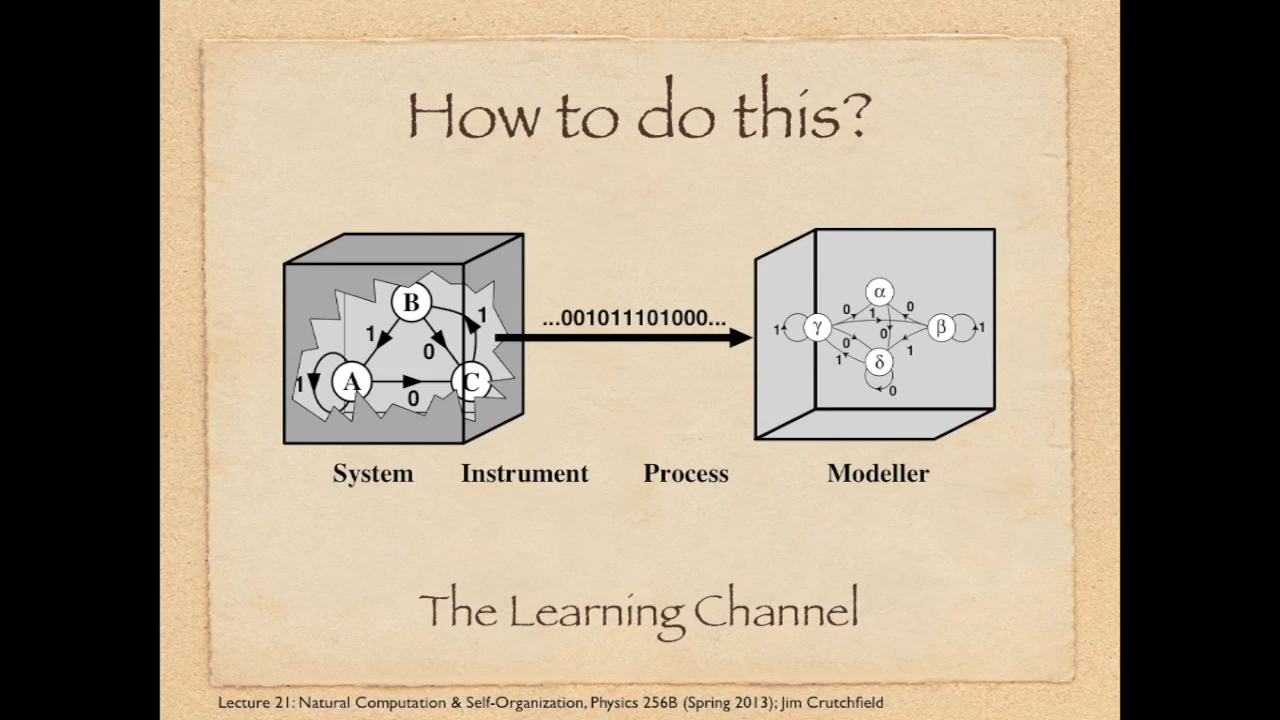 How to do this?
B
1
1
0
1
A
0
C
...001011101000...
α
0
0
1
1
γ
0
β
1
0
1
1
δ
0
System Instrument Process Modeller
The Learning Channel
Lecture 21: Natural Computation & Self-Organization, Physics 256B (Spring 2013); Jim Crutchfield